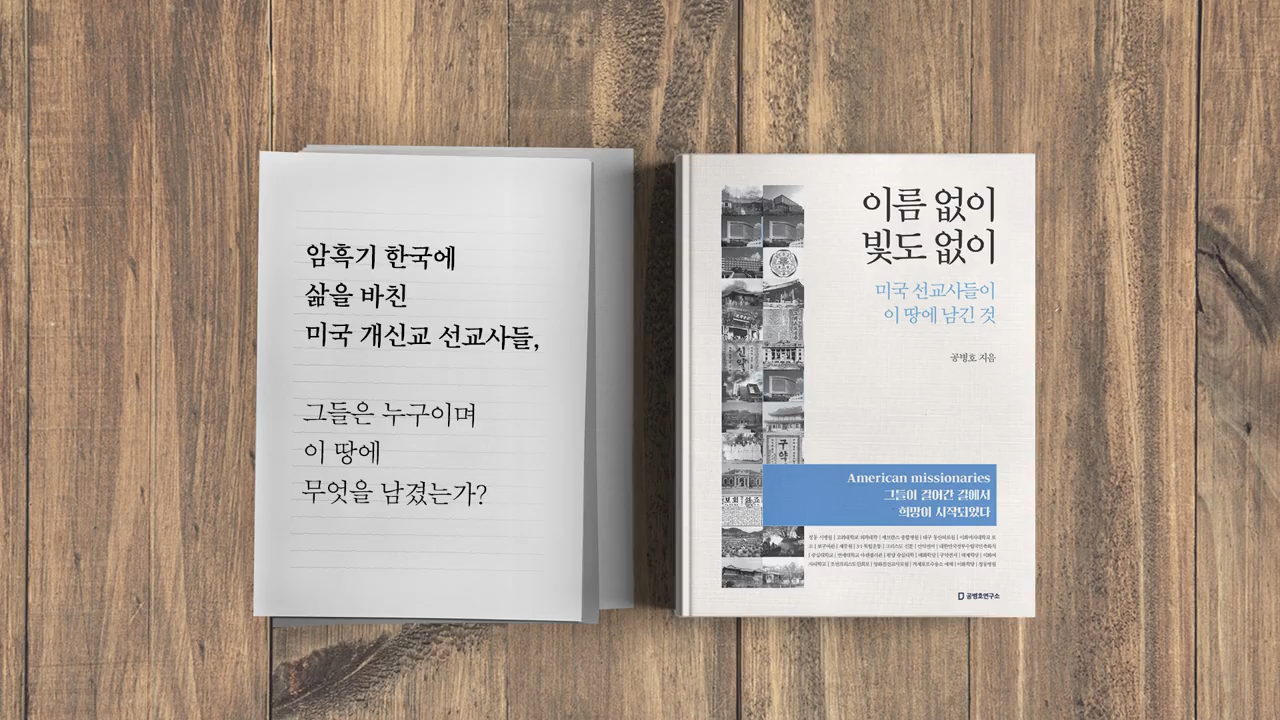 암흑기 한국에
삶을 바친
미국 개신교 선교사들,
그들은 누구이며
이 땅에
무엇을 남겼는가?
이름 없이
빛도 없이
미국 선교사들이
이 땅에 남긴 것
공병호 지음
신약
구약
American missionaries
그들이 걸어간 길에서
희망이 시작되었다
공병호연구소